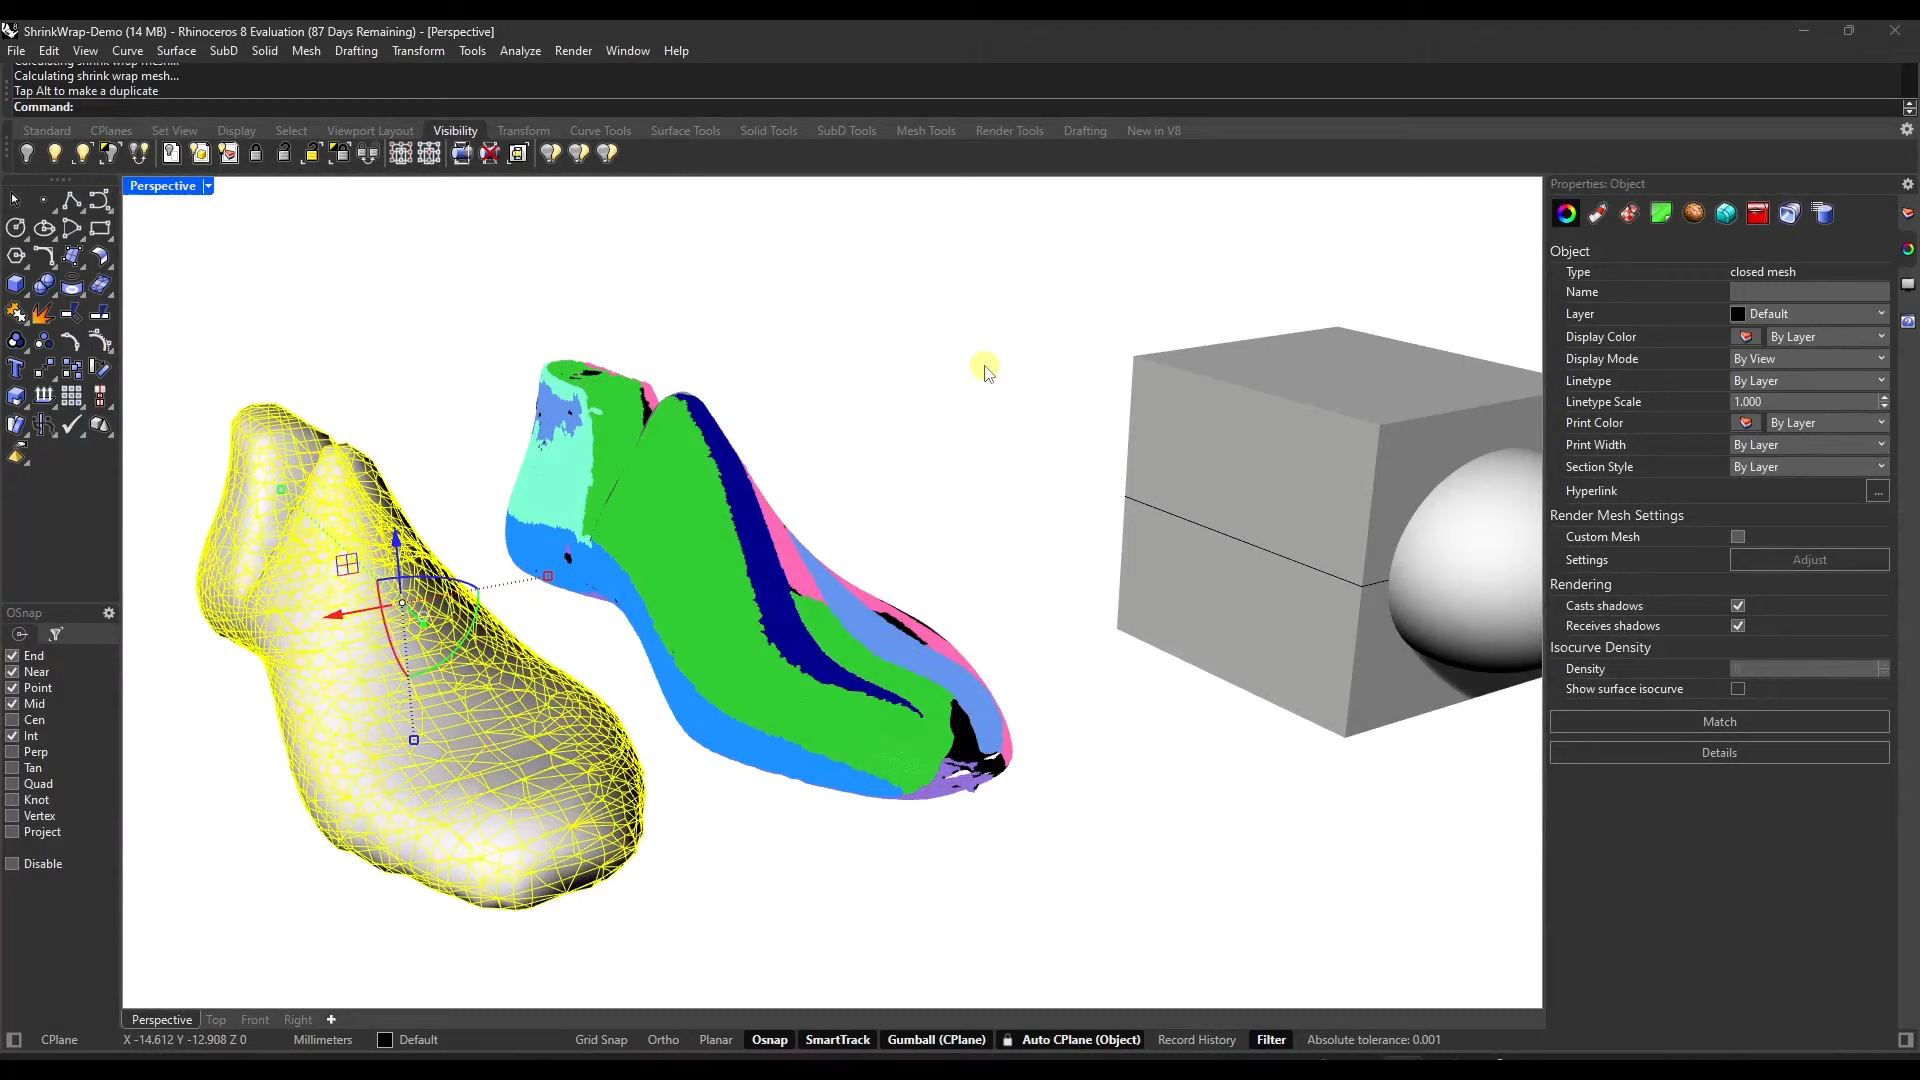 ShrinkWrap-Demo (14 MB) - Rhinoceros 8 Evaluation (87 Days Remaining) - [Perspective]
File Edit View Curve Surface SubD Solid Mesh Drafting Transform Tools Analyze Render Window Help
Calculating shrink wrap mesh...
Calculating shrink wrap mesh...
Tap Alt to make a duplicate
Command:
Standard CPlanes Set View Display Select Viewport Layout Visibility Transform Curve Tools Surface Tools Solid Tools SubD Tools Mesh Tools Render Tools Drafting New in V8
Perspective
Properties: Object
Object
Type closed mesh
Name
Layer Default
Display Color By Layer
Display Mode By View
Linetype By Layer
Linetype Scale 1.000
Print Color By Layer
Print Width By Layer
Section Style By Layer
Hyperlink ...
Render Mesh Settings
Custom Mesh
Settings Adjust
Rendering
Casts shadows
Receives shadows
Isocurve Density
Density
Show surface isocurve
Match
Details
OSnap
End
Near
Point
Mid
Cen
Int
Perp
Tan
Quad
Knot
Vertex
Project
Disable
Perspective Top Front Right
CPlane X -14.612 Y -12.908 Z 0 Millimeters Default Grid Snap Ortho Planar Osnap SmartTrack Gumball (CPlane) Auto CPlane (Object) Record History Filter Absolute tolerance: 0.001